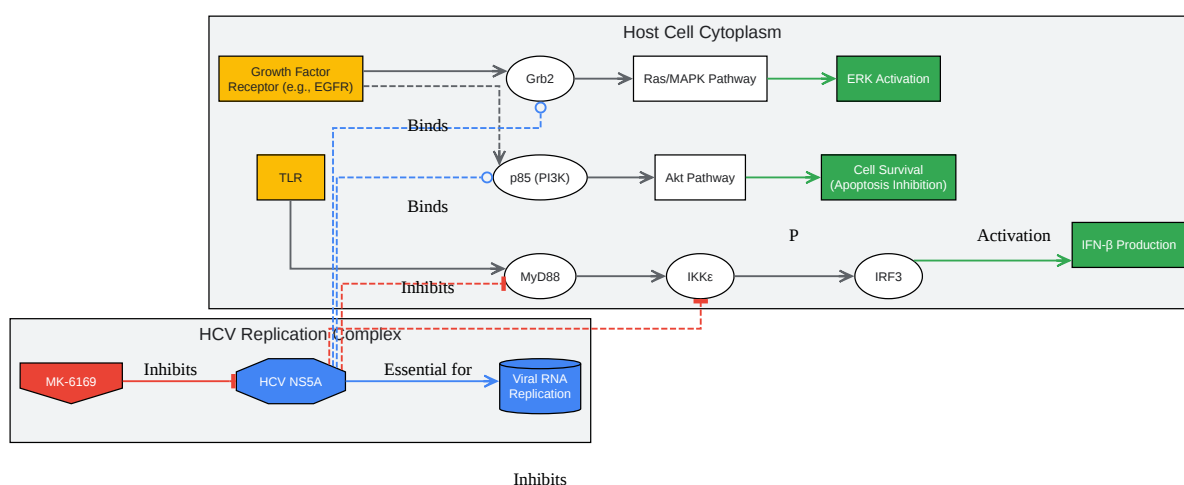 Host Cell Cytoplasm
Growth Factor
Receptor (e.g., EGFR)
Grb2
Ras/MAPK Pathway
ERK Activation
Binds
TLR
p85 (PI3K)
Akt Pathway
Cell Survival
(Apoptosis Inhibition)
Binds
P
Activation
IFN-β Production
MyD88
IKKε
IRF3
Inhibits
HCV Replication Complex
MK-6169
Inhibits
HCV NS5A
Essential for
Viral RNA
Replication
Inhibits